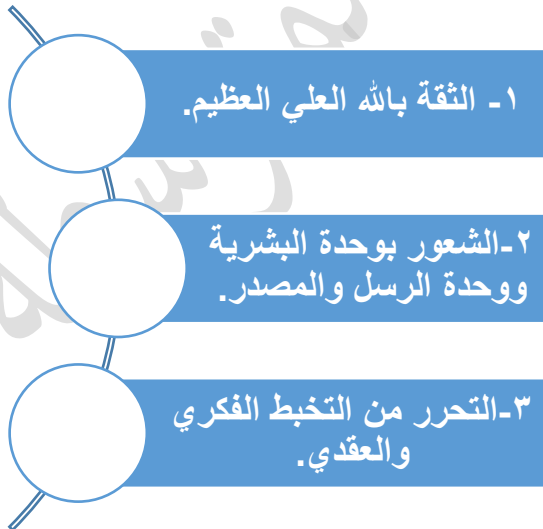 ١- الثقة بالله العلي العظيم.
٢-الشعور بوحدة البشرية
ووحدة الرسل والمصدر.
٣-التحرر من التخبط الفكري
والعقدي.